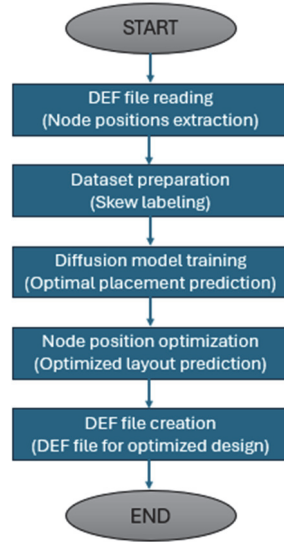 START
DEF file reading
(Node positions extraction)
Dataset preparation
(Skew labeling)
Diffusion model training
(Optimal placement prediction)
Node position optimization
(Optimized layout prediction)
DEF file creation
(DEF file for optimized design)
END